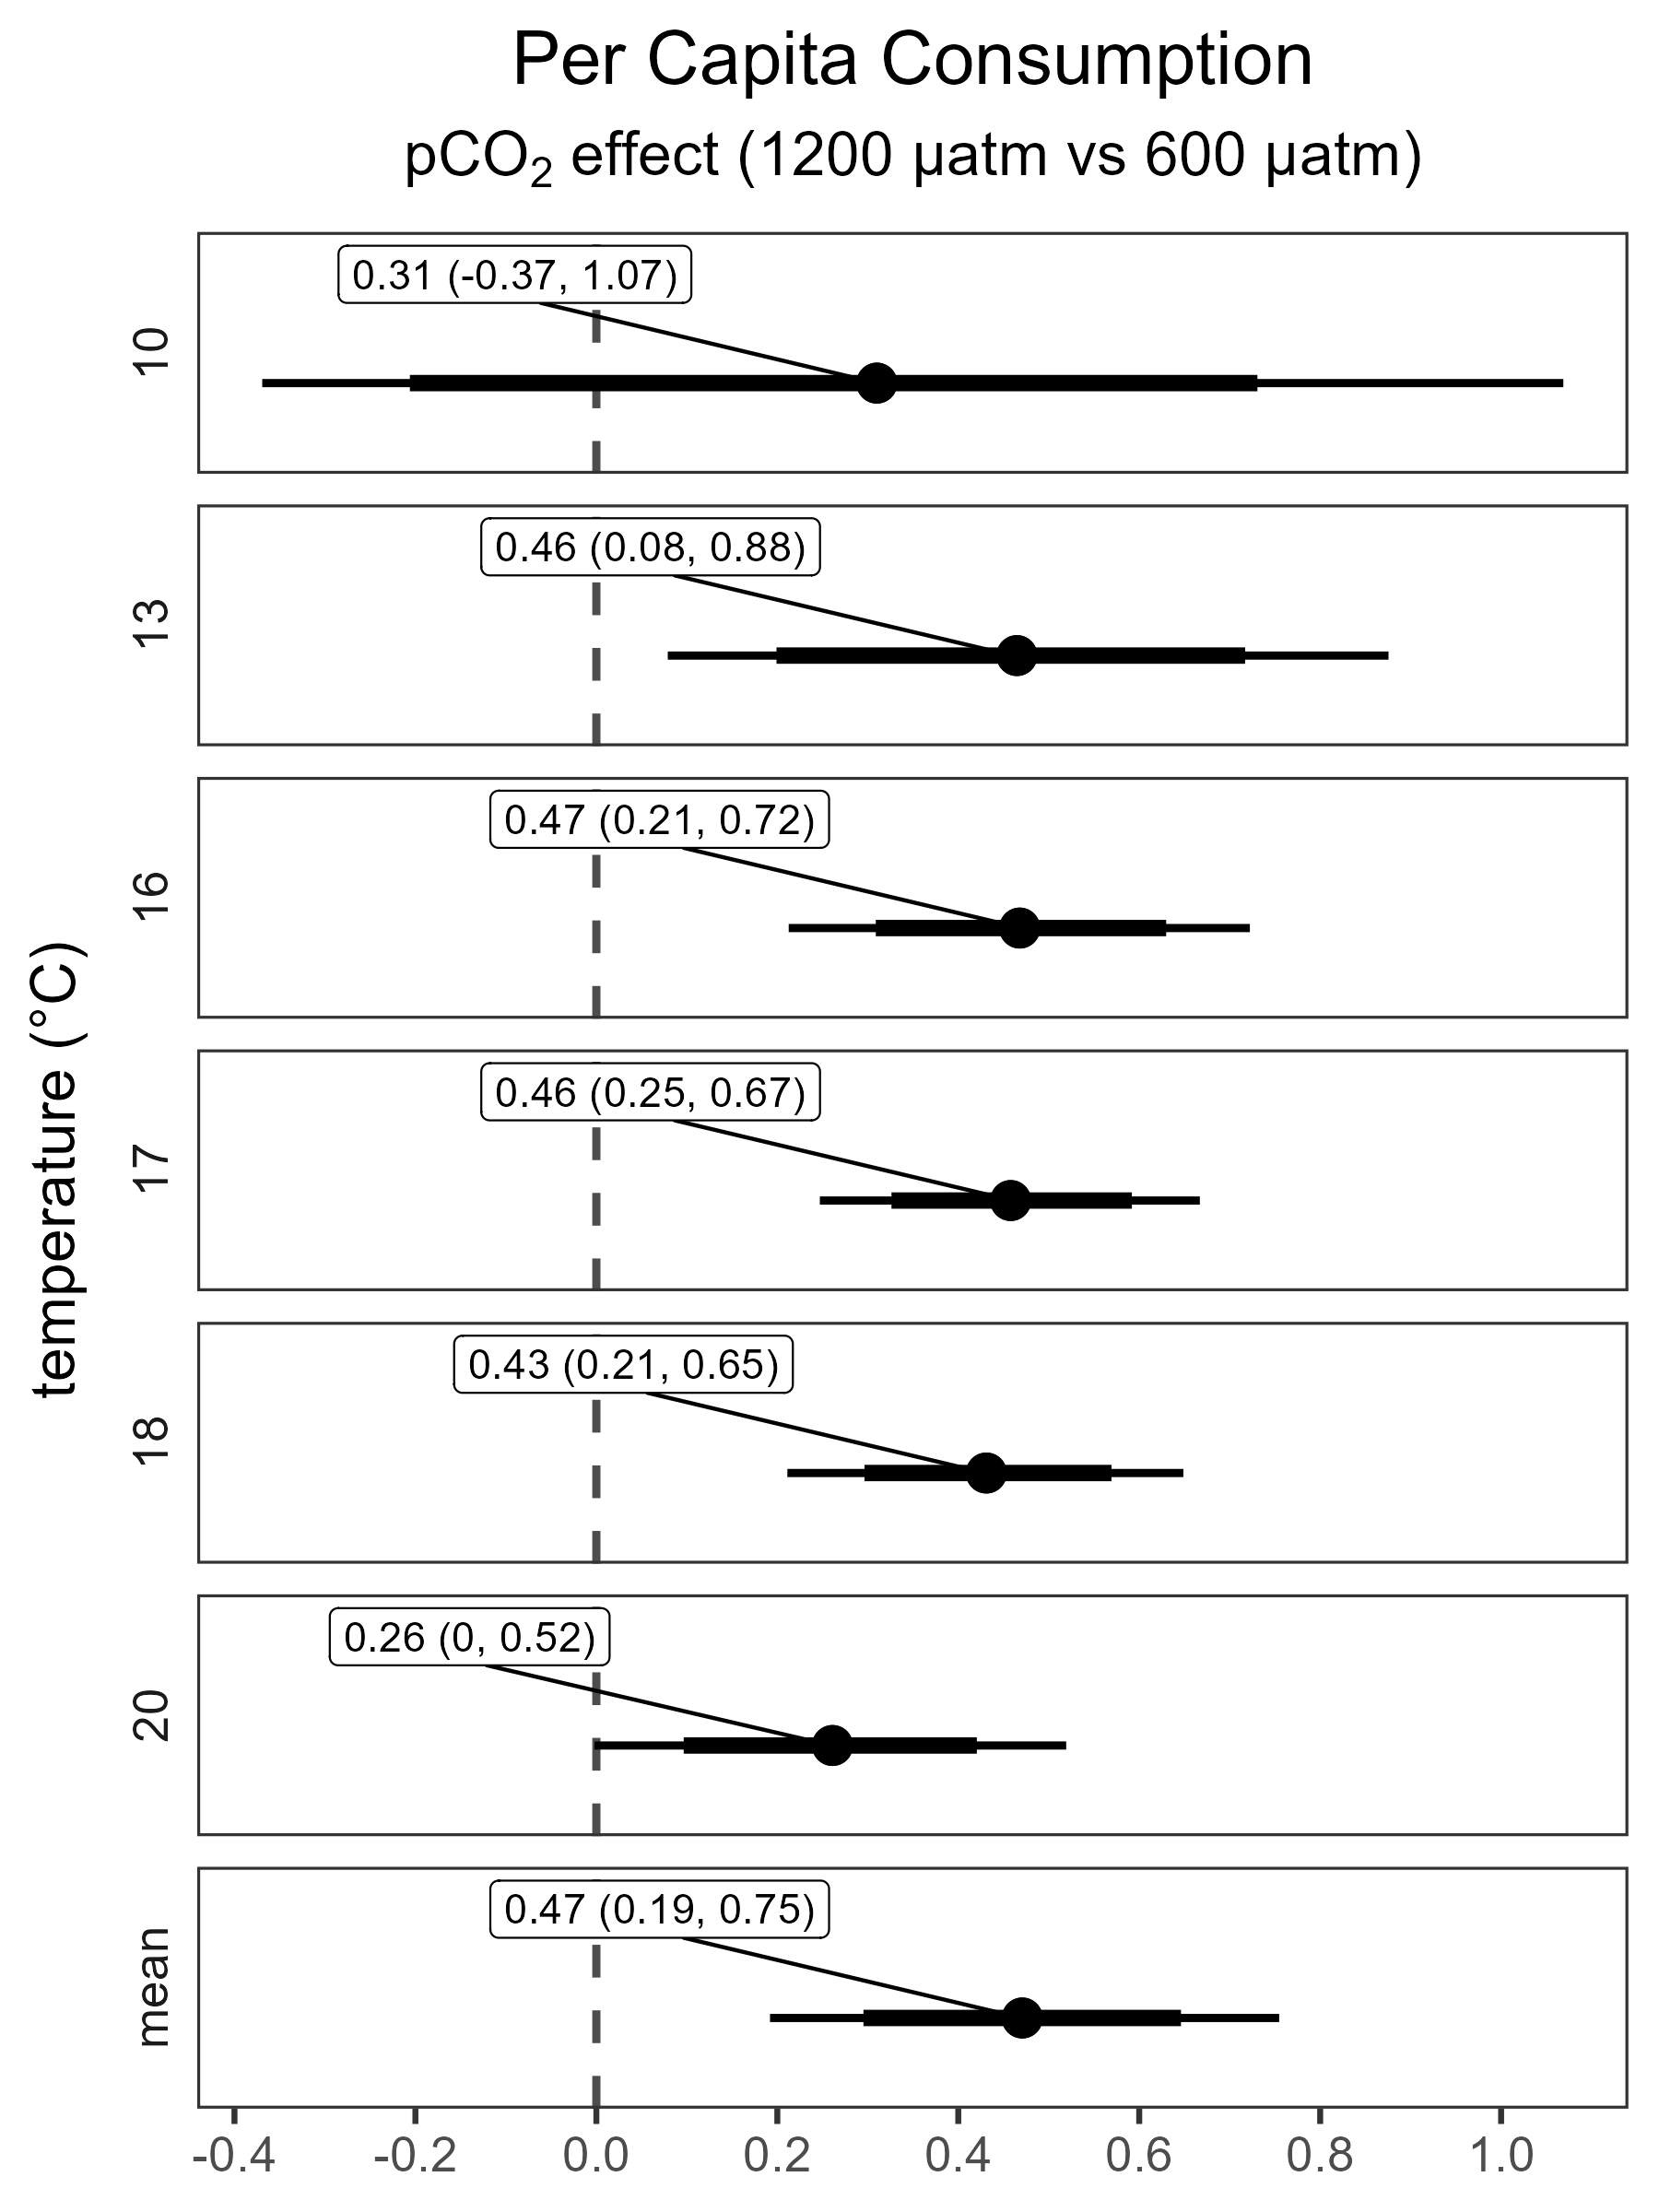 Per Capita Consumption
pCO₂ effect (1200 µatm vs 600 µatm)
temperature (°C)
10
0.31 (-0.37, 1.07)
13
0.46 (0.08, 0.88)
16
0.47 (0.21, 0.72)
17
0.46 (0.25, 0.67)
18
0.43 (0.21, 0.65)
20
0.26 (0, 0.52)
mean
0.47 (0.19, 0.75)
-0.4 -0.2 0.0 0.2 0.4 0.6 0.8 1.0